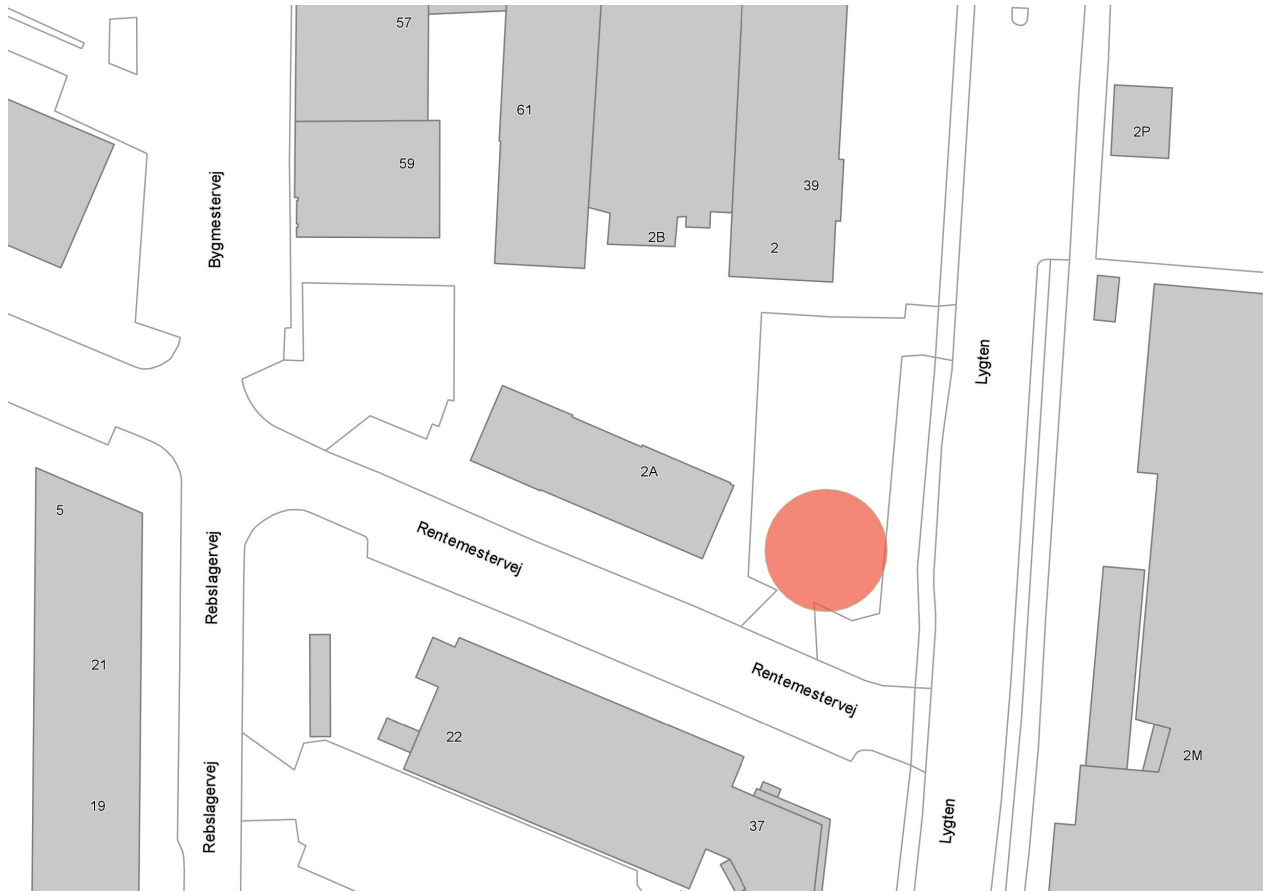 57
61
2P
59
39
Bygmestervej
2B
2
Lygten
2A
5
Rentemestervej
Rebslagervej
21
Rentemestervej
22
2M
19
Rebslagervej
Lygten
37